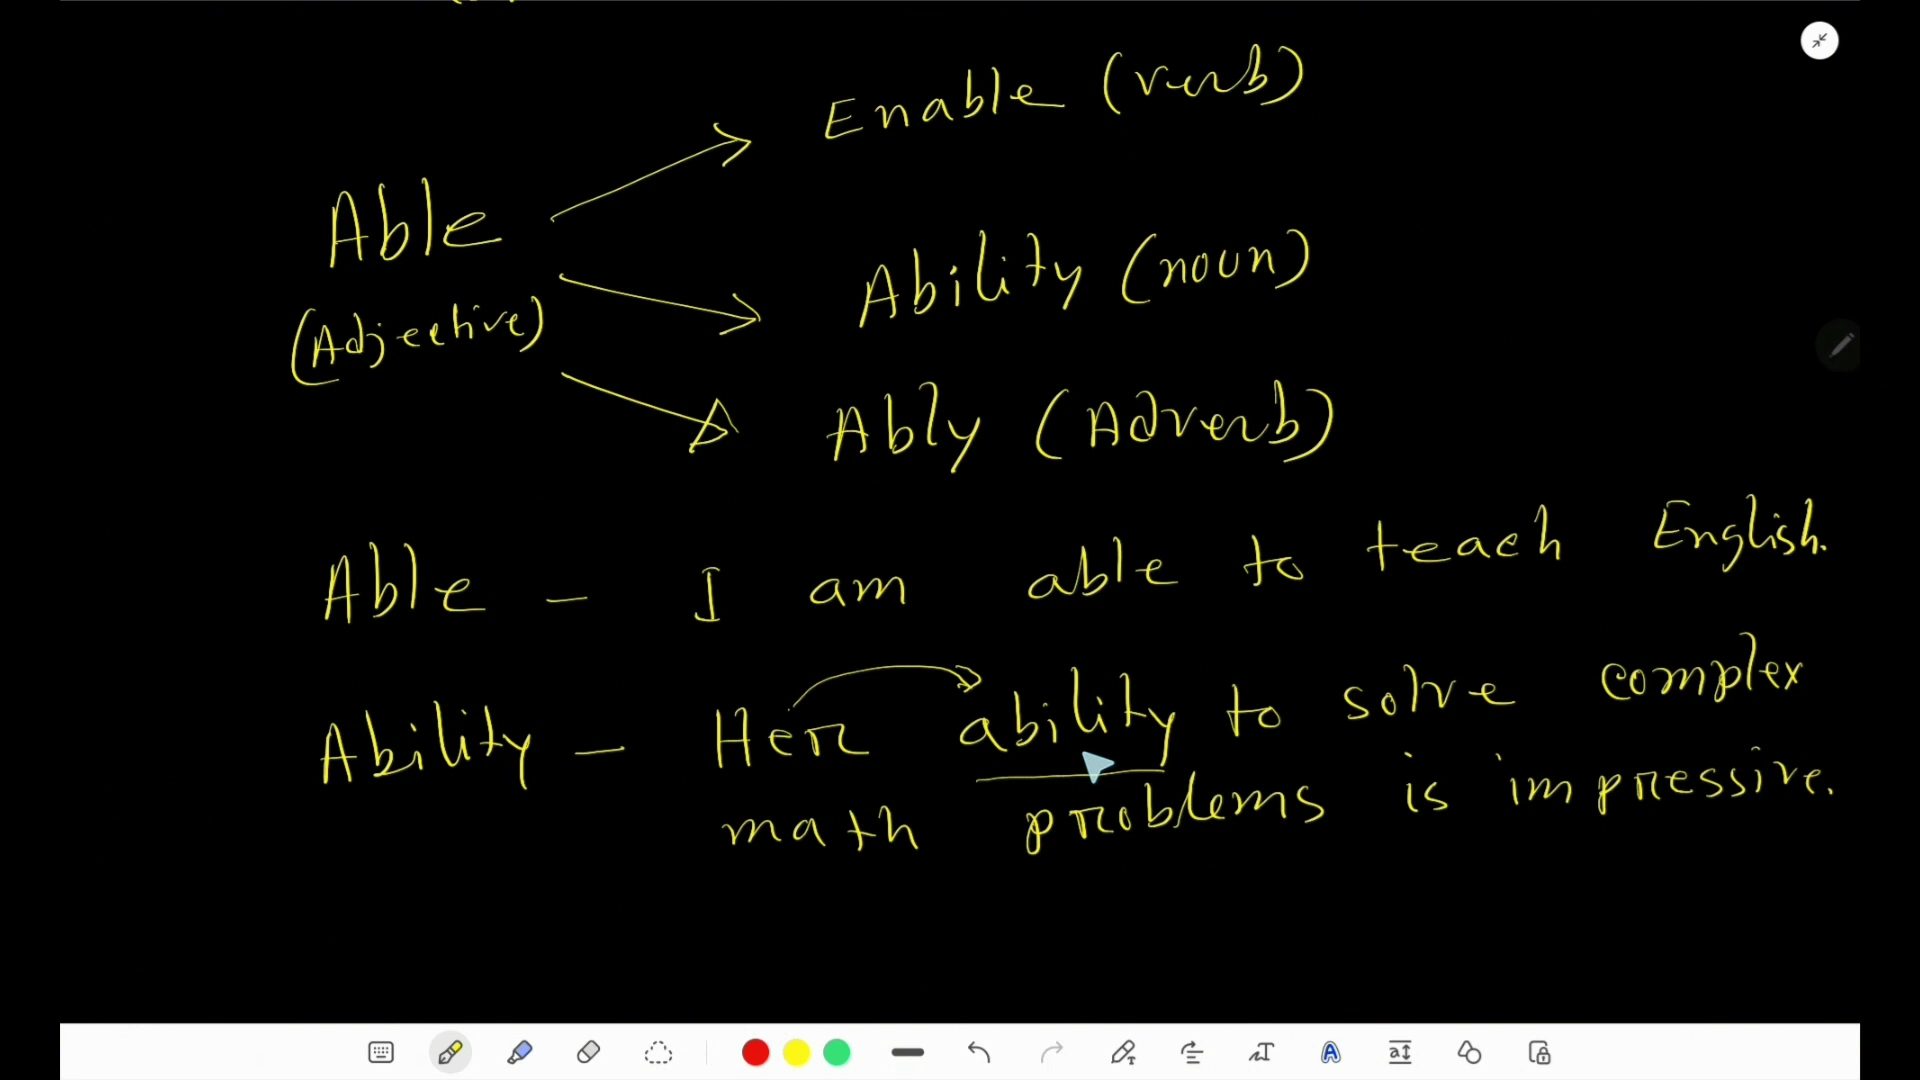 Enable (verb)
Able
(Adjective)
Ability (noun)
Ably (Adverb)
Able - I am able to teach English.
Ability - Her ability to solve complex
math problems is impressive.